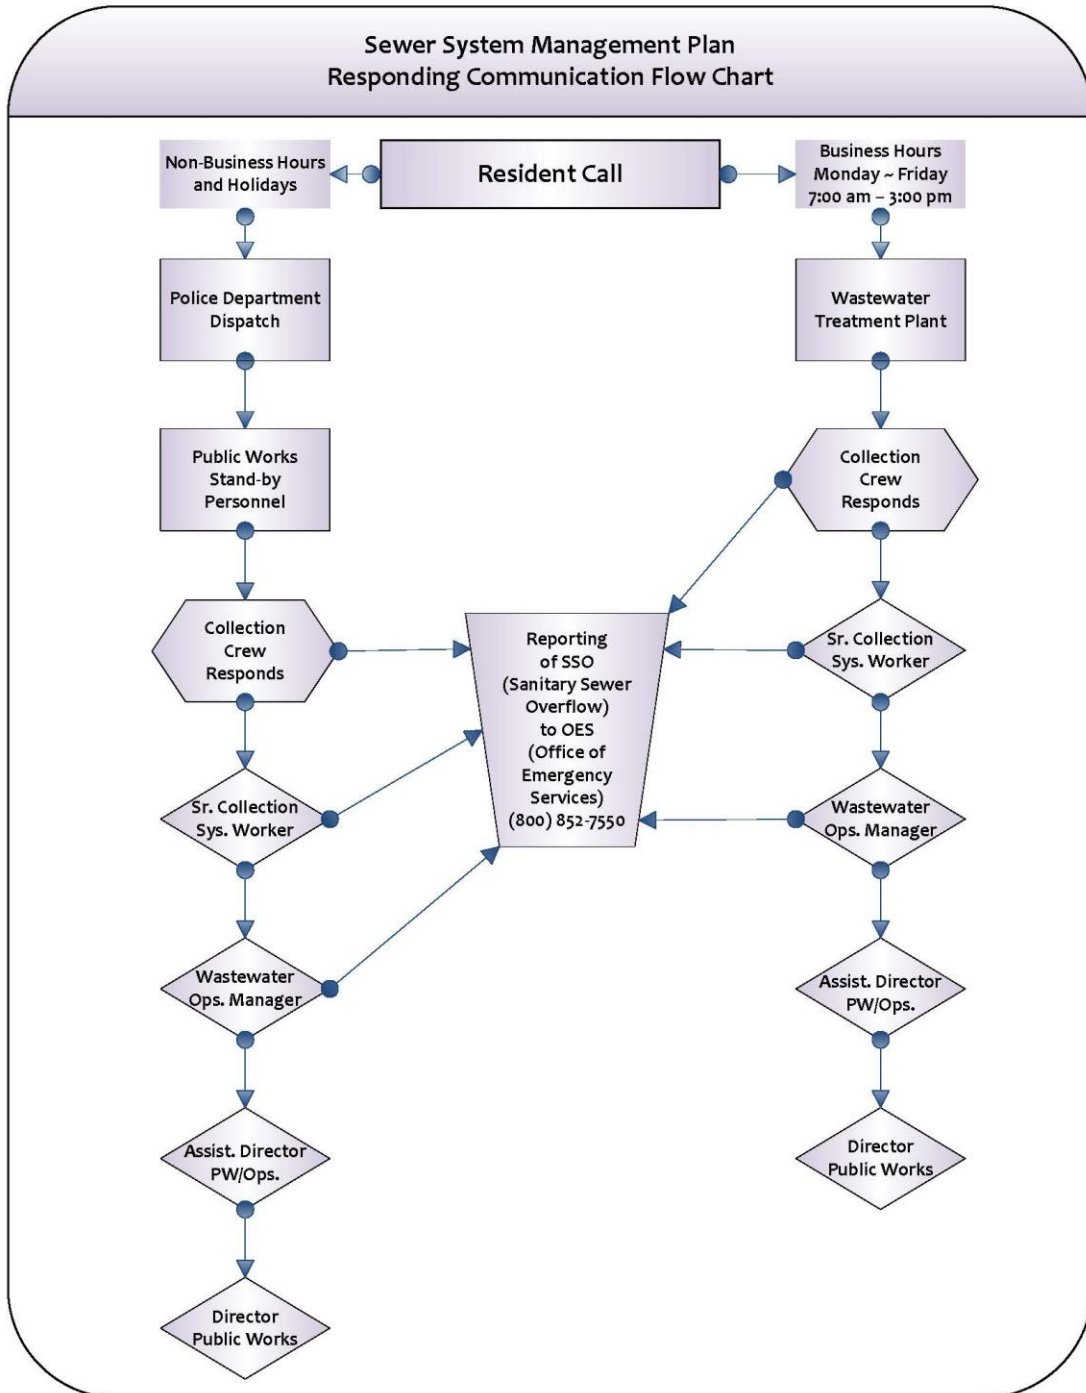 Sewer System Management Plan
Responding Communication Flow Chart
Non-Business Hours
and Holidays
Resident Call
Business Hours
Monday ~ Friday
7:00 am – 3:00 pm
Police Department
Dispatch
Wastewater
Treatment Plant
Public Works
Stand-by
Personnel
Collection
Crew
Responds
Collection
Crew
Responds
Reporting
of SSO
(Sanitary Sewer
Overflow)
to OES
(Office of
Emergency
Services)
(800) 852-7550
Sr. Collection
Sys. Worker
Sr. Collection
Sys. Worker
Wastewater
Ops. Manager
Wastewater
Ops. Manager
Assist. Director
PW/Ops.
Assist. Director
PW/Ops.
Director
Public Works
Director
Public Works